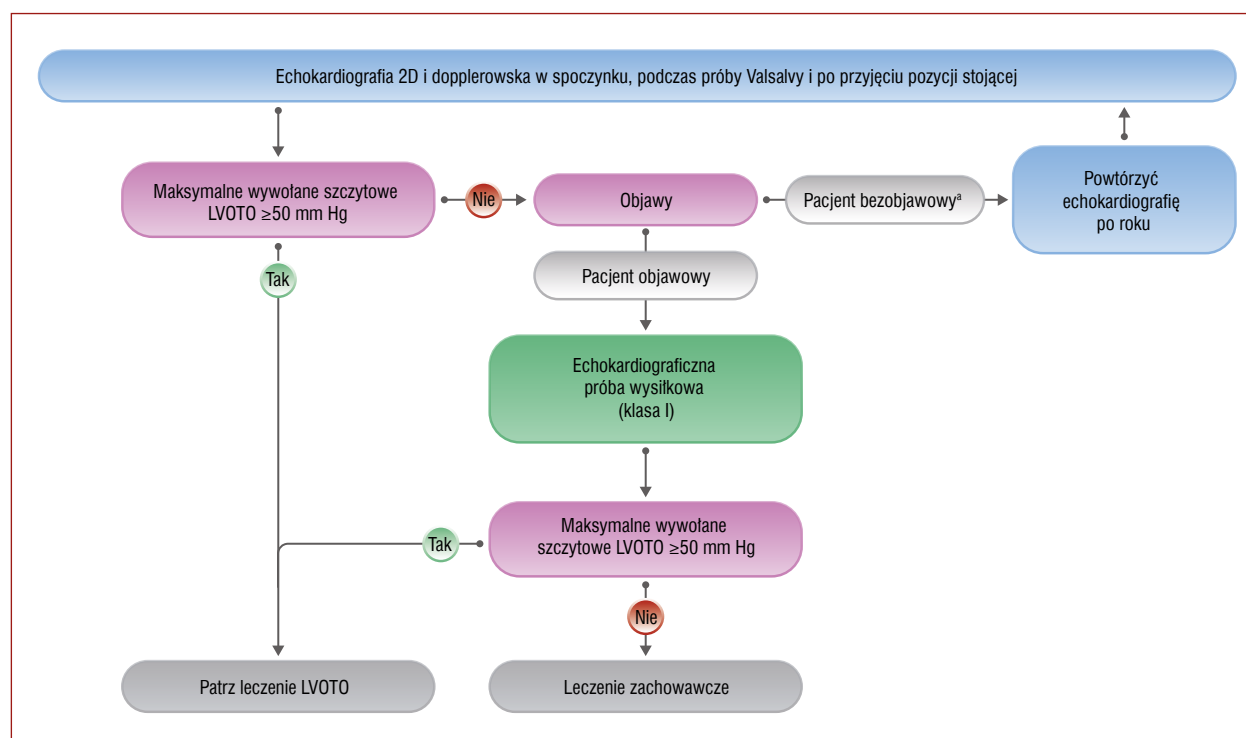 Echokardiografia 2D i dopplerowska w spoczynku, podczas próby Valsalvy i po przyjęciu pozycji stojącej
Maksymalne wywołane szczytowe
LVOTO ≥50 mm Hg
Nie
Objawy
Pacjent bezobjawowyᵃ
Powtórzyć
echokardiografię
po roku
Tak
Pacjent objawowy
Echokardiograficzna
próba wysiłkowa
(klasa I)
Maksymalne wywołane
szczytowe LVOTO ≥50 mm Hg
Tak
Nie
Patrz leczenie LVOTO
Leczenie zachowawcze